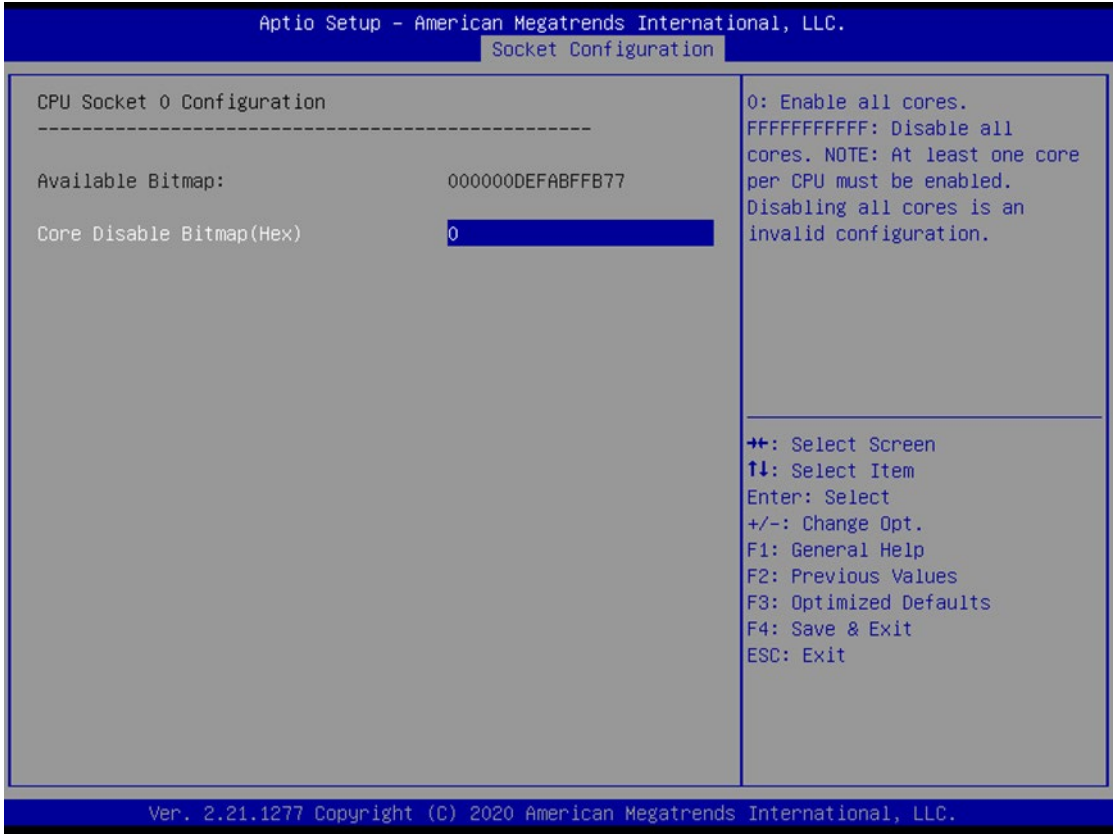 Aptio Setup – American Megatrends International, LLC.
Socket Configuration
CPU Socket 0 Configuration
--------------------------------------------------
Available Bitmap: 000000DEFABFFB77
Core Disable Bitmap(Hex) 0
0: Enable all cores.
FFFFFFFFFFF: Disable all
cores. NOTE: At least one core
per CPU must be enabled.
Disabling all cores is an
invalid configuration.
→←: Select Screen
↑↓: Select Item
Enter: Select
+/-: Change Opt.
F1: General Help
F2: Previous Values
F3: Optimized Defaults
F4: Save & Exit
ESC: Exit
Ver. 2.21.1277 Copyright (C) 2020 American Megatrends International, LLC.